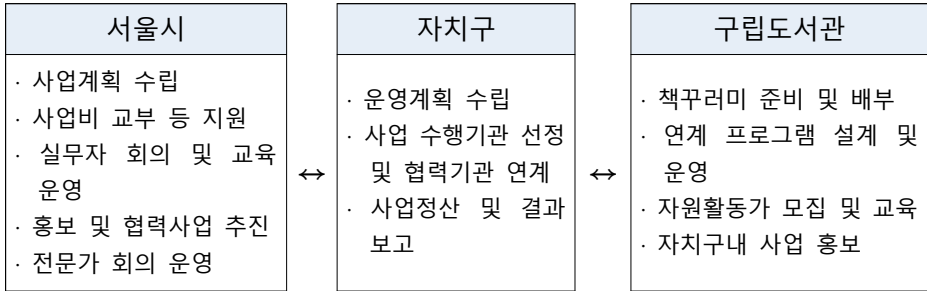 서울시
· 사업계획 수립
· 사업비 교부 등 지원
· 실무자 회의 및 교육
운영
· 홍보 및 협력사업 추진
· 전문가 회의 운영
↔
자치구
· 운영계획 수립
· 사업 수행기관 선정
및 협력기관 연계
· 사업정산 및 결과
보고
↔
구립도서관
· 책꾸러미 준비 및 배부
· 연계 프로그램 설계 및
운영
· 자원활동가 모집 및 교육
· 자치구내 사업 홍보